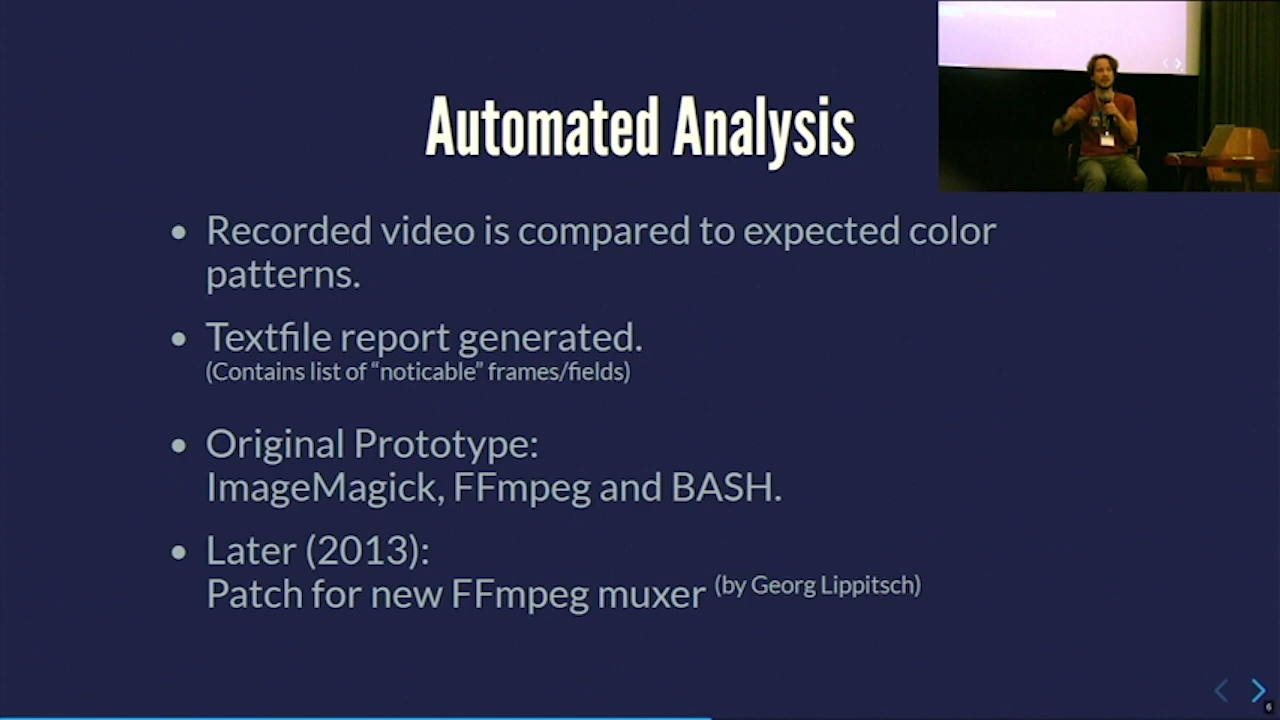 Automated Analysis
• Recorded video is compared to expected color
patterns.
• Textfile report generated.
(Contains list of “noticable” frames/fields)
• Original Prototype:
ImageMagick, FFmpeg and BASH.
• Later (2013):
Patch for new FFmpeg muxer (by Georg Lippitsch)
6